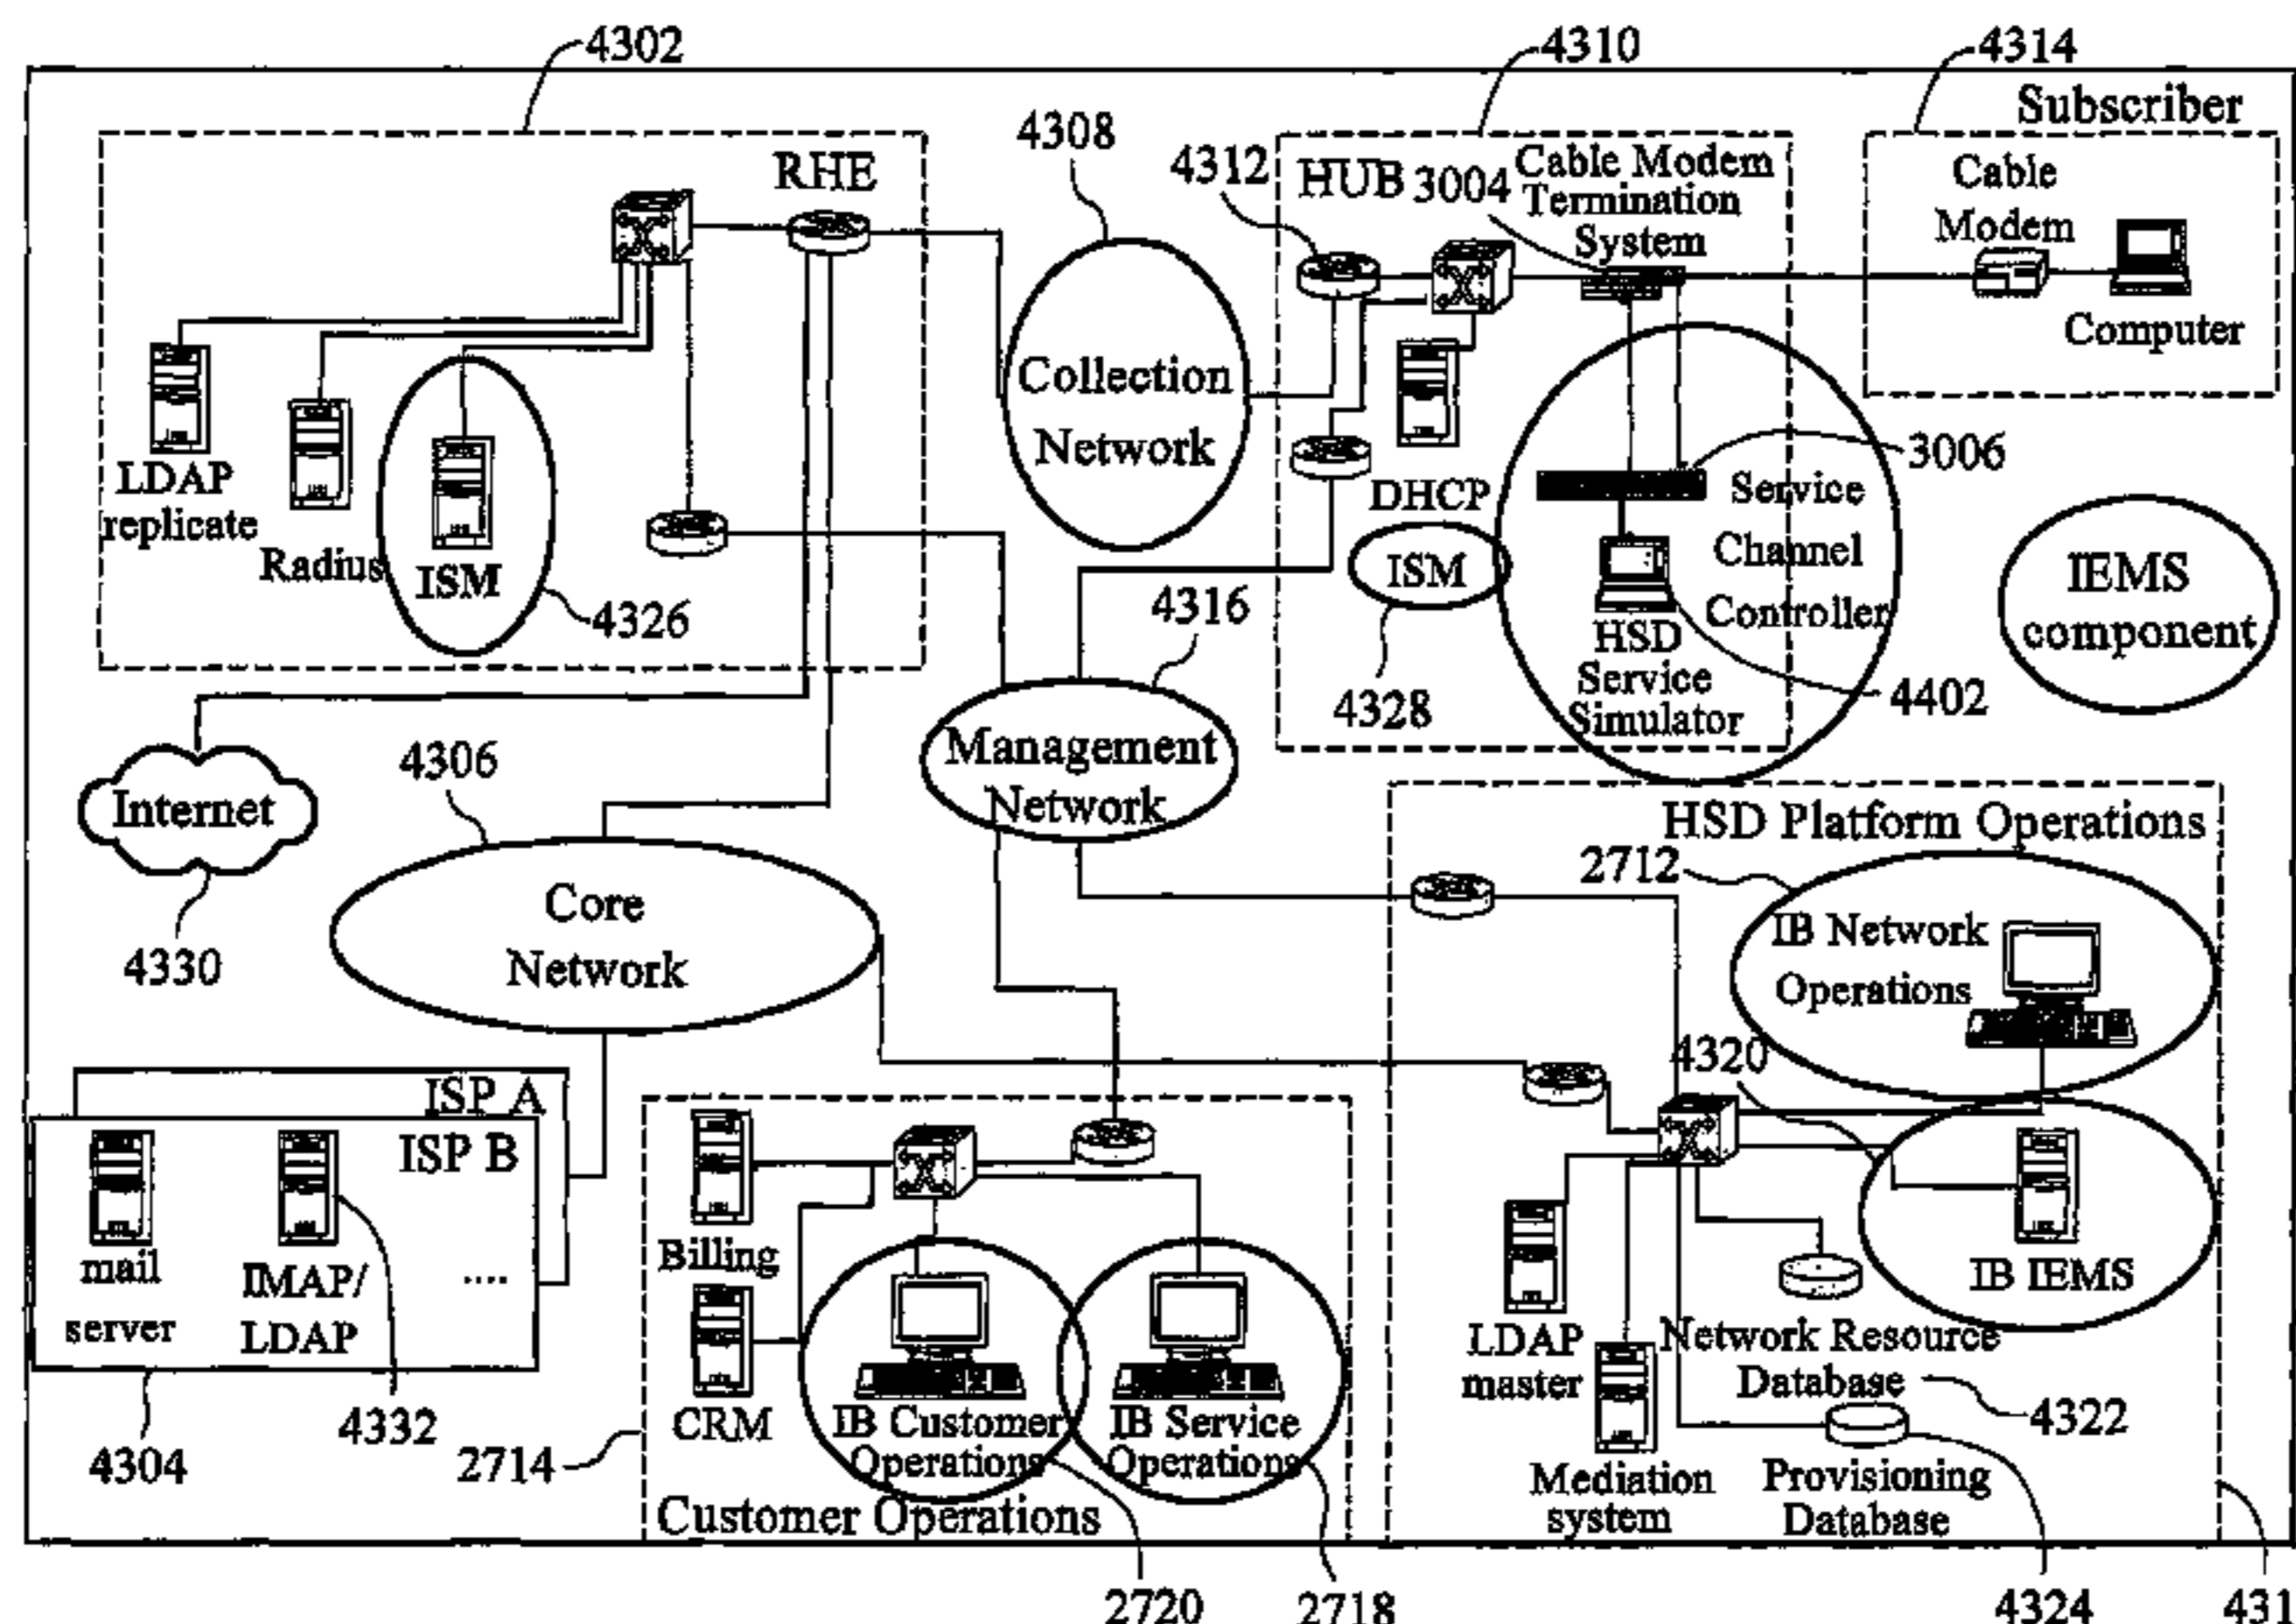 4302
4310
4314
Subscriber
4308
RHE
4312
HUB
3004
Cable Modem
Termination
System
Cable
Modem
Computer
Collection
Network
LDAP
replicate
Radius
ISM
4326
DHCP
ISM
4328
3006
Service
Channel
Controller
HSD
Service
Simulator
4402
IEMS
component
4316
Management
Network
Internet
4330
4306
Core
Network
HSD Platform Operations
2712
IB Network
Operations
4320
IB IEMS
ISP A
ISP B
mail
server
IMAP/
LDAP
....
4304
4332
2714
Billing
CRM
IB Customer
Operations
IB Service
Operations
Customer Operations
2720
2718
LDAP
master
Network Resource
Database
4322
Mediation
system
Provisioning
Database
4324
431